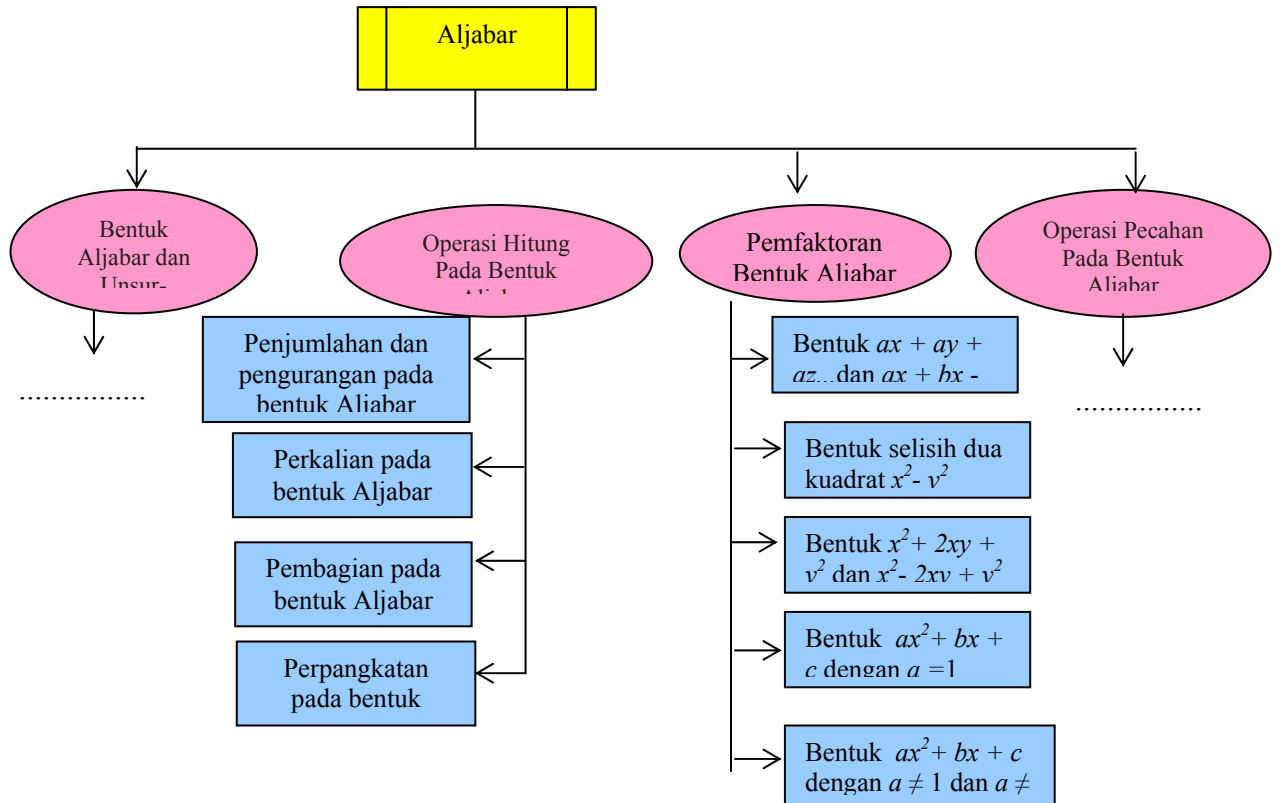 Aljabar
Bentuk
Aljabar dan
Unsur-
Operasi Hitung
Pada Bentuk
Pemfaktoran
Bentuk Aljabar
Operasi Pecahan
Pada Bentuk
Aljabar
................
................
Penjumlahan dan
pengurangan pada
bentuk Aljabar
Perkalian pada
bentuk Aljabar
Pembagian pada
bentuk Aljabar
Perpangkatan
pada bentuk
Bentuk ax + ay +
az...dan ax + bx -
Bentuk selisih dua
kuadrat x²- y²
Bentuk x²+ 2xy +
y² dan x²- 2xy + y²
Bentuk ax²+ bx +
c dengan a =1
Bentuk ax²+ bx + c
dengan a ≠ 1 dan a ≠